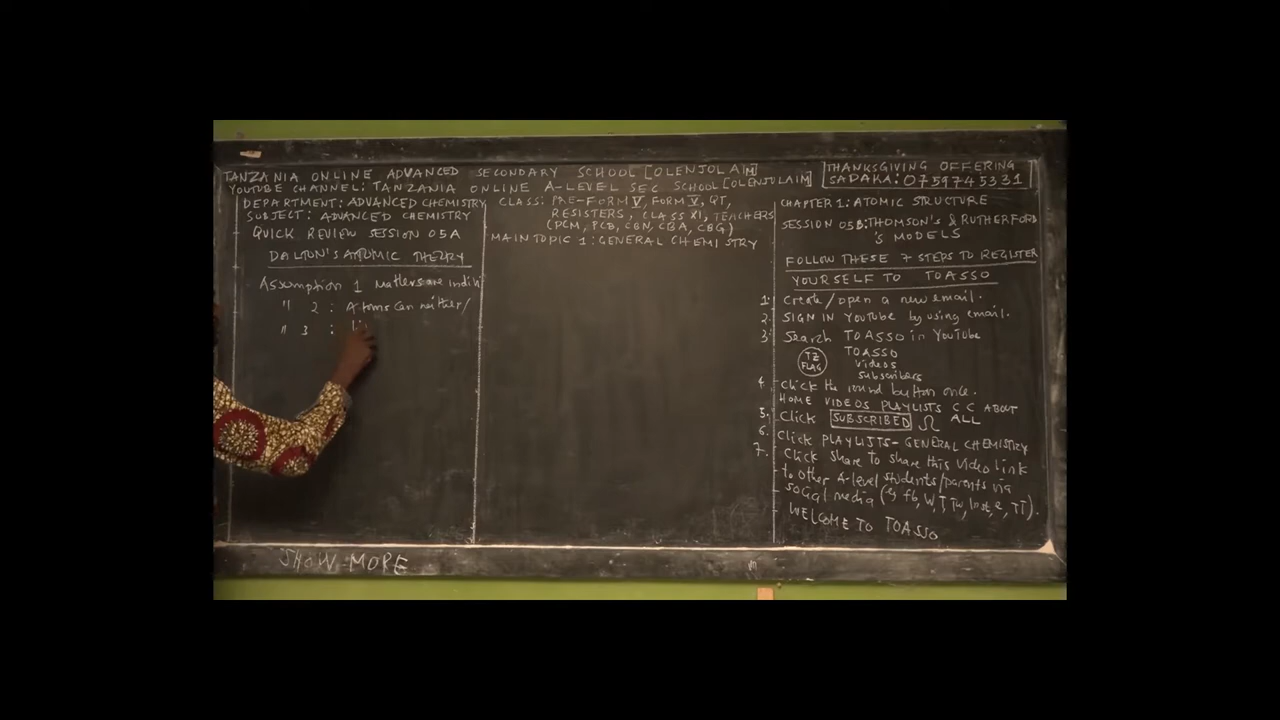 TANZANIA ONLINE ADVANCED SECONDARY SCHOOL [OLENJOLAIM]
YOUTUBE CHANNEL: TANZANIA ONLINE A-LEVEL SEC SCHOOL [OLENJOLAIM]
THANKSGIVING OFFERING
SADAKA: 0759745331
DEPARTMENT: ADVANCED CHEMISTRY
SUBJECT: ADVANCED CHEMISTRY
QUICK REVIEW SESSION 05A
DALTON'S ATOMIC THEORY
Assumption 1 Matters are indivi
" 2 : Atoms can neither/
" 3 :
CLASS: PRE-FORM V, FORM V, QT,
RESISTERS, CLASS XI, TEACHERS
(PCM, PCB, CBN, CBA, CBG)
MAIN TOPIC 1: GENERAL CHEMISTRY
CHAPTER 1: ATOMIC STRUCTURE
SESSION 05B: THOMSON'S & RUTHERFORD
'S MODELS
FOLLOW THESE 7 STEPS TO REGISTER
YOURSELF TO TOASSO
1. Create/open a new email.
2. SIGN IN YOUTUBE by using email.
3. Search TOASSO in YouTube
TZ FLAG
TOASSO
Videos
subscribers
4. Click the round button once.
HOME VIDEOS PLAYLISTS C C ABOUT
5. Click SUBSCRIBED ALL
6. Click PLAYLISTS - GENERAL CHEMISTRY
7. Click share to share this video link
to other A-level students/parents via
social media (eg fb, W, T, Tw, Inst, e, TT).
WELCOME TO TOASSO
SHOW MORE